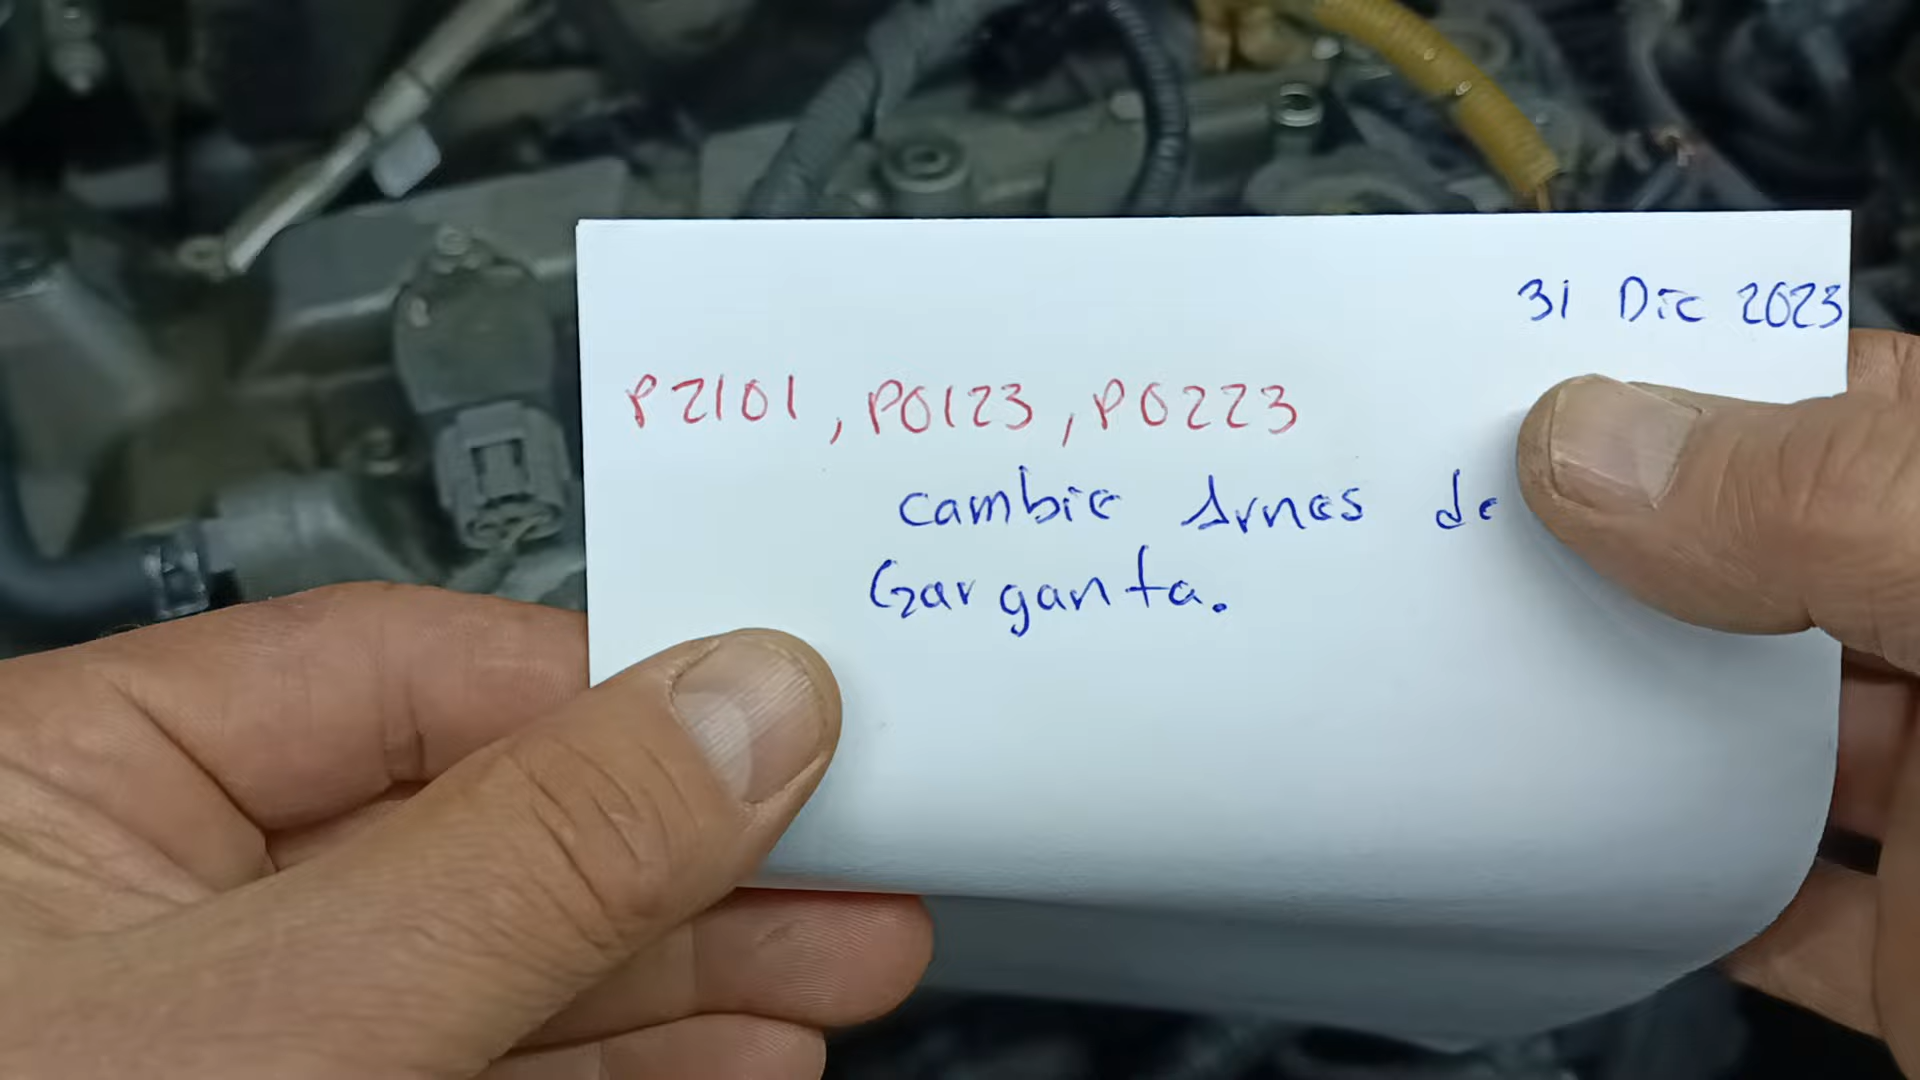 31 Dic 2023
P2101, P0123, P0223
cambie Arnes de
Garganta.